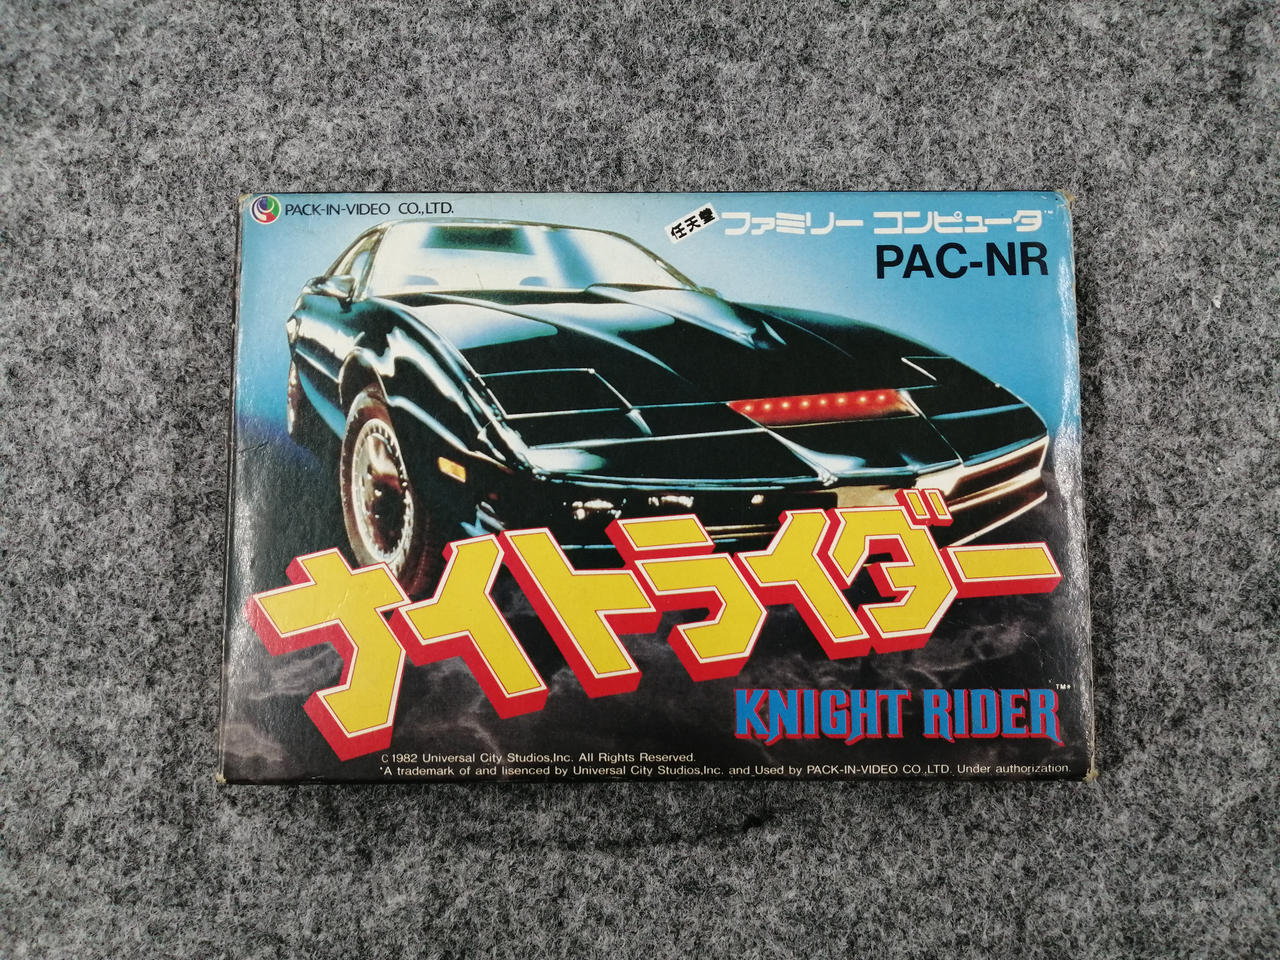 PACK-IN-VIDEO CO.,LTD.
任天堂 ファミリー コンピュータ™
PAC-NR
ナイトライダー
KNIGHT RIDER™*
©1982 Universal City Studios,Inc. All Rights Reserved.
*A trademark of and lisenced by Universal City Studios,Inc. and Used by PACK-IN-VIDEO CO.,LTD. Under authorization.